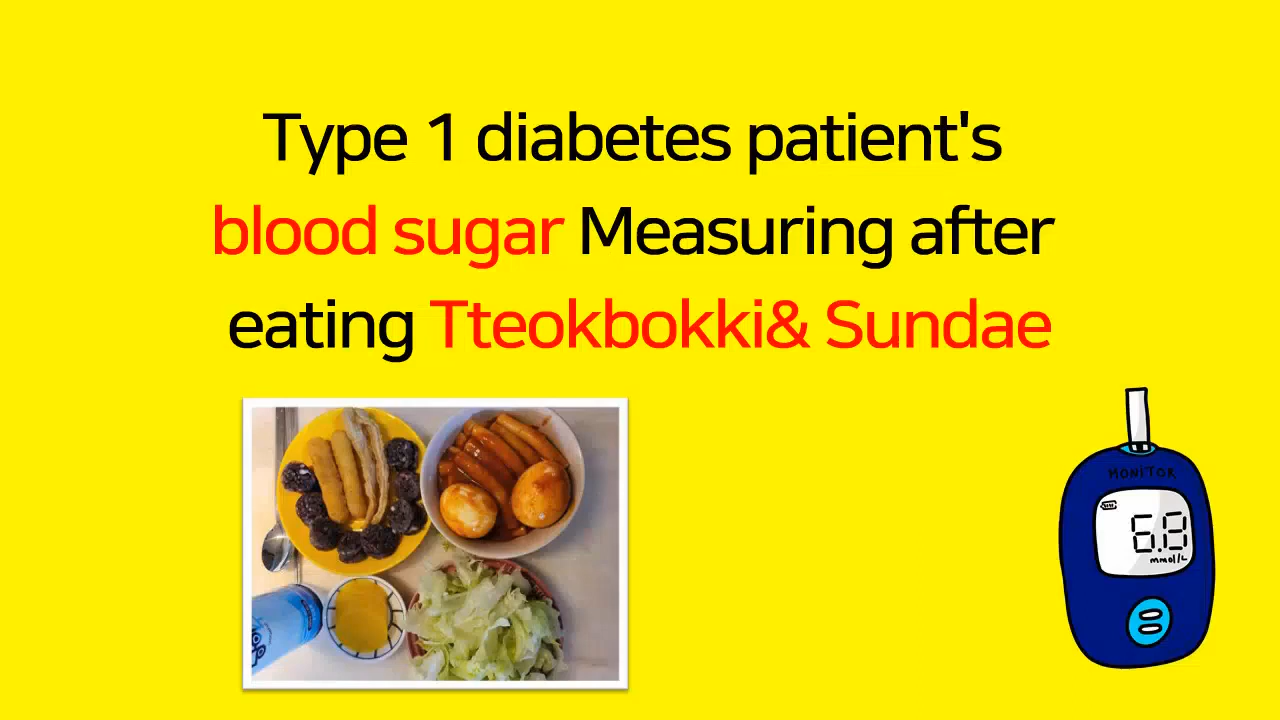 Type 1 diabetes patient's
blood sugar Measuring after
eating Tteokbokki& Sundae
MONiTOR
6.8
mmol/L